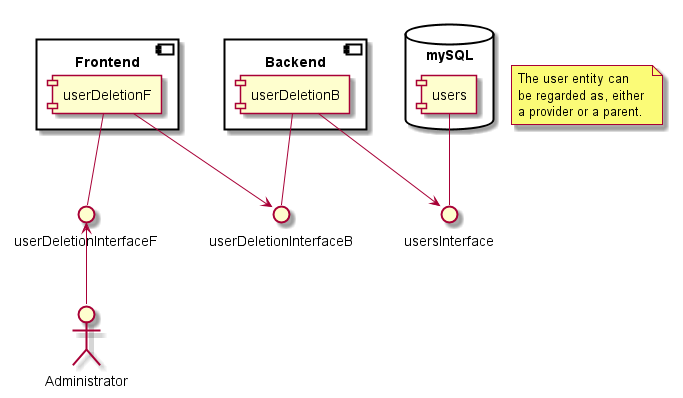 Frontend
userDeletionF
Backend
userDeletionB
mySQL
users
The user entity can
be regarded as, either
a provider or a parent.
userDeletionInterfaceF
userDeletionInterfaceB
usersInterface
Administrator